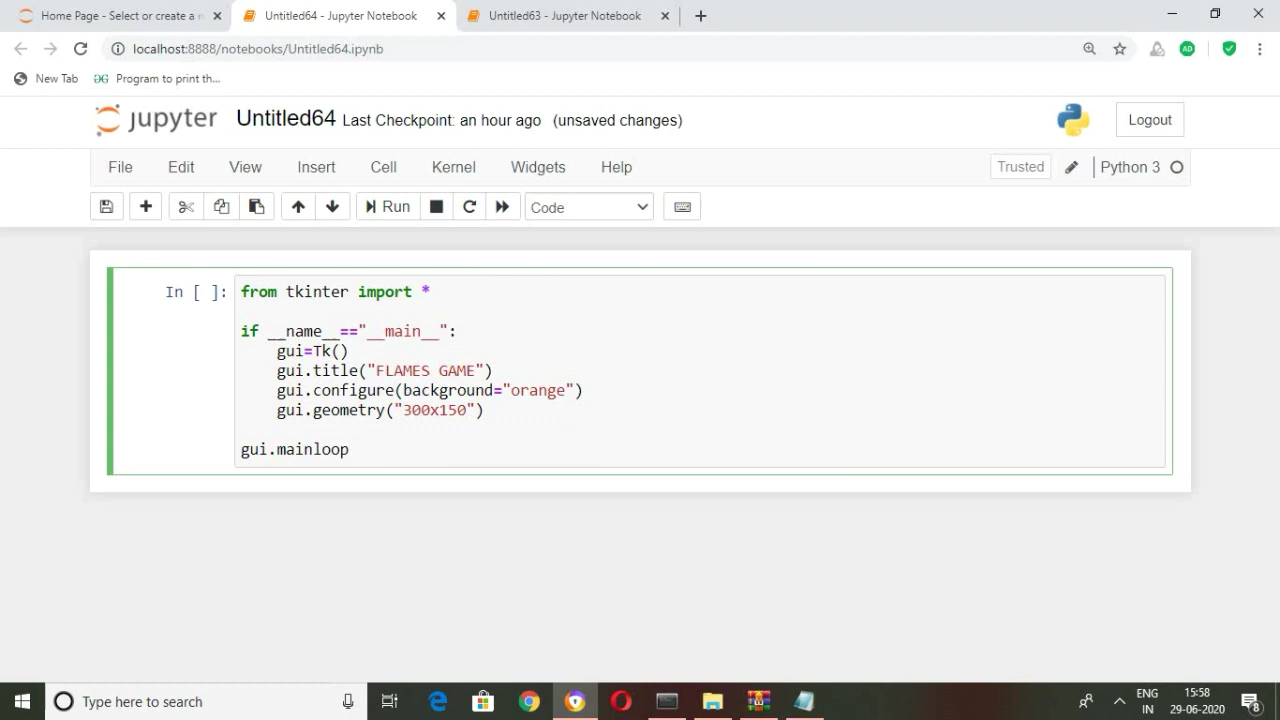 Home Page - Select or create a n
Untitled64 - Jupyter Notebook
Untitled63 - Jupyter Notebook
localhost:8888/notebooks/Untitled64.ipynb
AD
New Tab
GG Program to print th...
jupyter Untitled64 Last Checkpoint: an hour ago (unsaved changes)
Logout
File Edit View Insert Cell Kernel Widgets Help
Trusted Python 3
Run Code
In [ ]: from tkinter import *
if __name__=="__main__":
gui=Tk()
gui.title("FLAMES GAME")
gui.configure(background="orange")
gui.geometry("300x150")
gui.mainloop
Type here to search
ENG
IN
15:58
29-06-2020
8